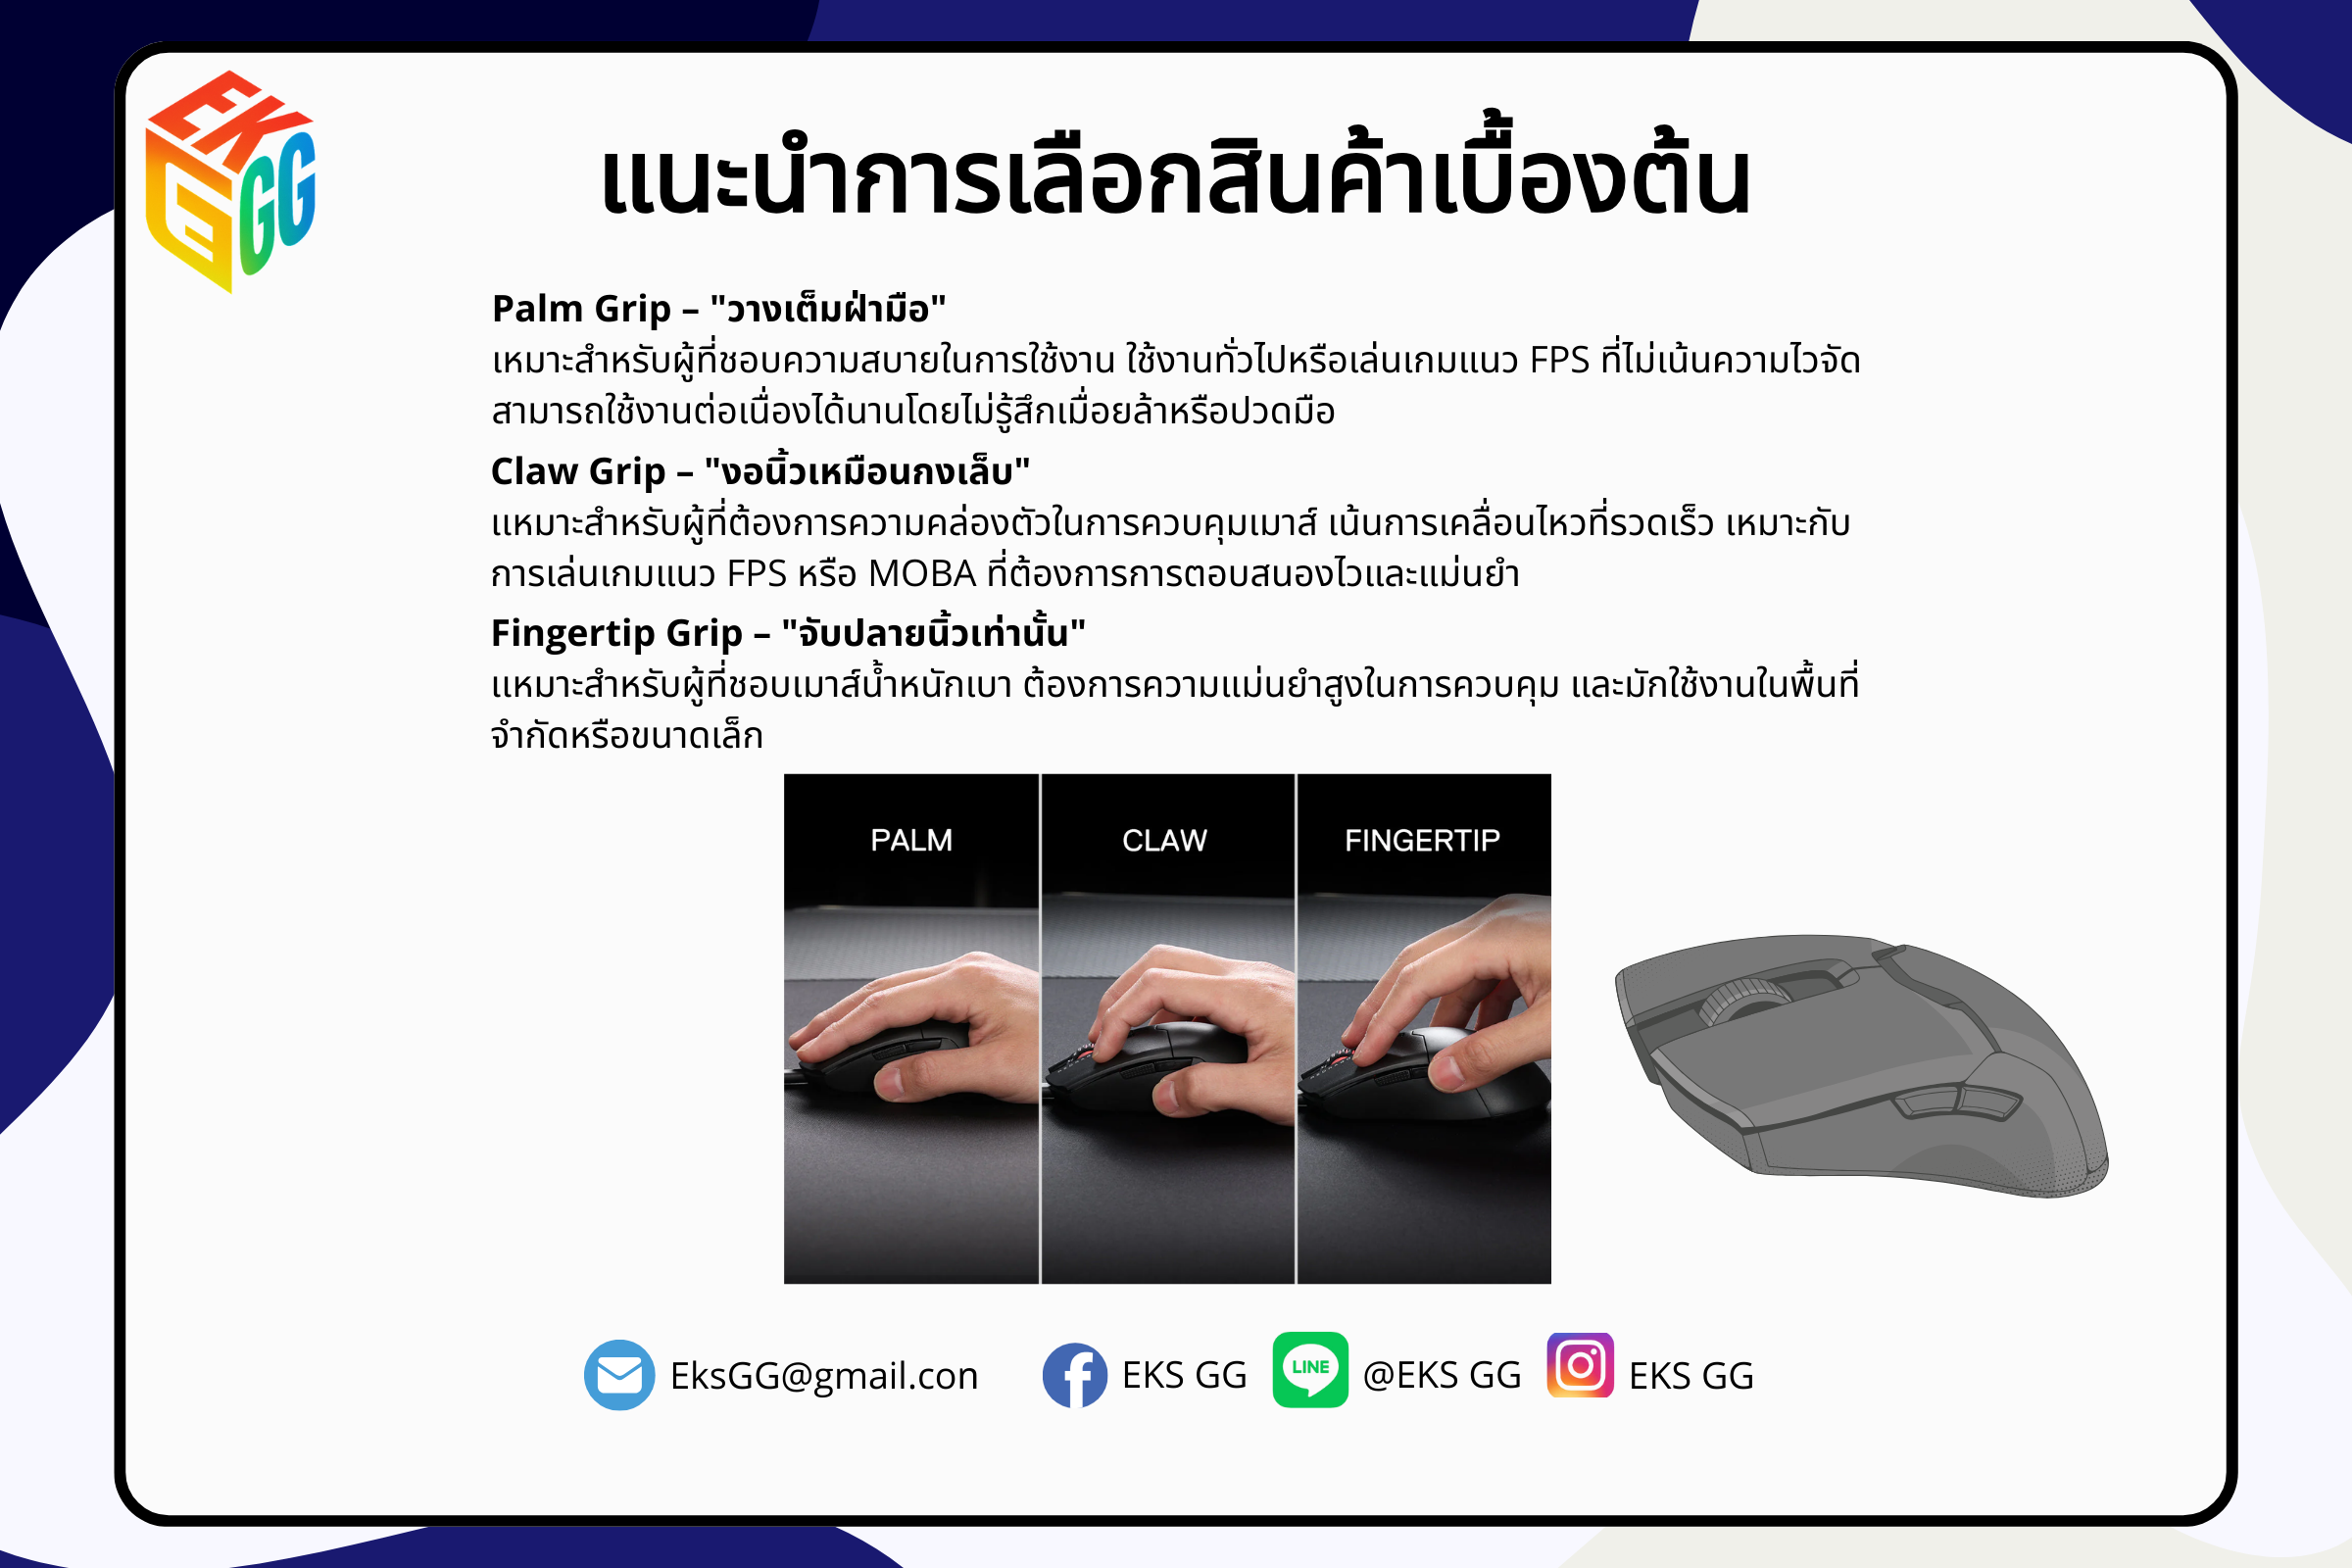 EK
G GG
แนะนำการเลือกสินค้าเบื้องต้น
Palm Grip – "วางเต็มฝ่ามือ"
เหมาะสำหรับผู้ที่ชอบความสบายในการใช้งาน ใช้งานทั่วไปหรือเล่นเกมแนว FPS ที่ไม่เน้นความไวจัด
สามารถใช้งานต่อเนื่องได้นานโดยไม่รู้สึกเมื่อยล้าหรือปวดมือ
Claw Grip – "งอนิ้วเหมือนกงเล็บ"
แหมาะสำหรับผู้ที่ต้องการความคล่องตัวในการควบคุมเมาส์ เน้นการเคลื่อนไหวที่รวดเร็ว เหมาะกับ
การเล่นเกมแนว FPS หรือ MOBA ที่ต้องการการตอบสนองไวและแม่นยำ
Fingertip Grip – "จับปลายนิ้วเท่านั้น"
แหมาะสำหรับผู้ที่ชอบเมาส์น้ำหนักเบา ต้องการความแม่นยำสูงในการควบคุม และมักใช้งานในพื้นที่
จำกัดหรือขนาดเล็ก
PALM CLAW FINGERTIP
EksGG@gmail.con EKS GG LINE @EKS GG EKS GG